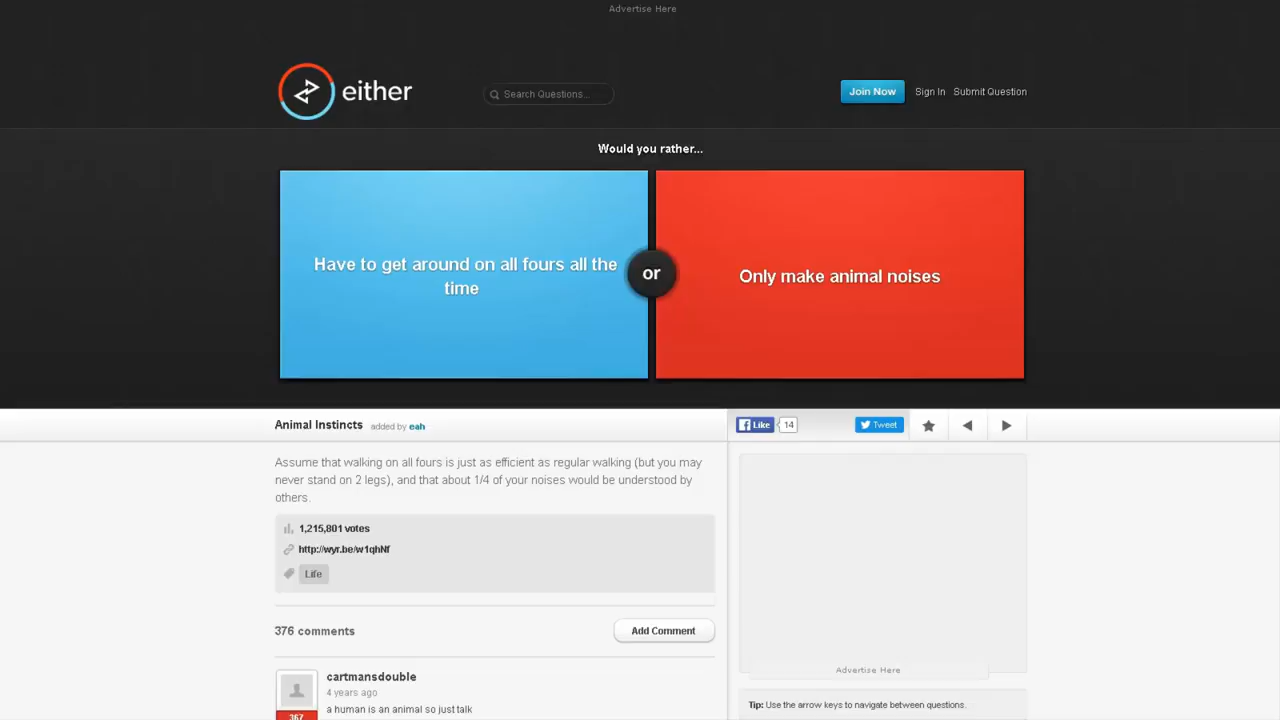 Advertise Here
either
Search Questions...
Join Now
Sign In
Submit Question
Would you rather...
Have to get around on all fours all the
time
or
Only make animal noises
Animal Instincts added by eah
Like 14
Tweet
Assume that walking on all fours is just as efficient as regular walking (but you may
never stand on 2 legs), and that about 1/4 of your noises would be understood by
others.
1,215,801 votes
http://wyr.be/w1qhNf
Life
376 comments
Add Comment
cartmansdouble
4 years ago
a human is an animal so just talk
367
Advertise Here
Tip: Use the arrow keys to navigate between questions.